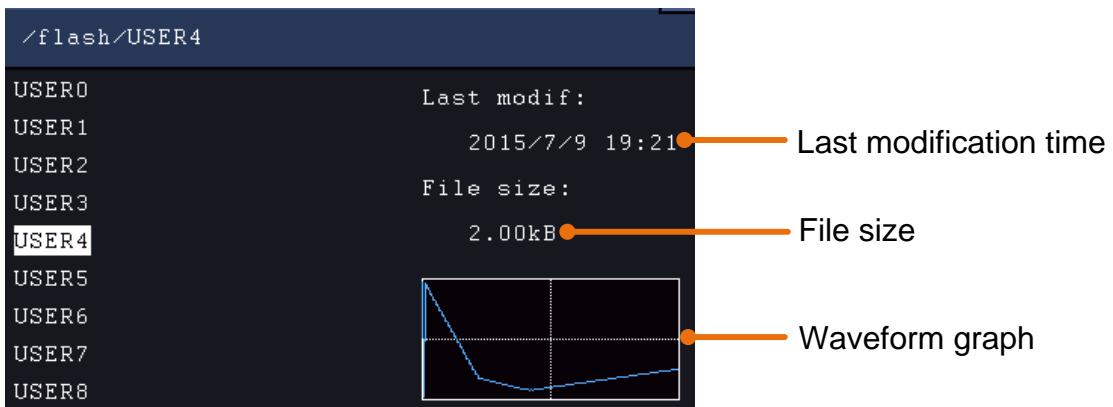 /flash/USER4
USER0
USER1
USER2
USER3
USER4
USER5
USER6
USER7
USER8
Last modif:
2015/7/9 19:21
File size:
2.00kB
Last modification time
File size
Waveform graph